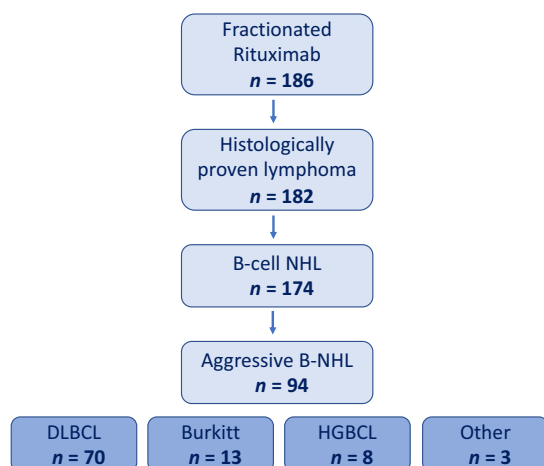 Fractionated
Rituximab
n = 186
Histologically
proven lymphoma
n = 182
B-cell NHL
n = 174
Aggressive B-NHL
n = 94
DLBCL
n = 70
Burkitt
n = 13
HGBCL
n = 8
Other
n = 3